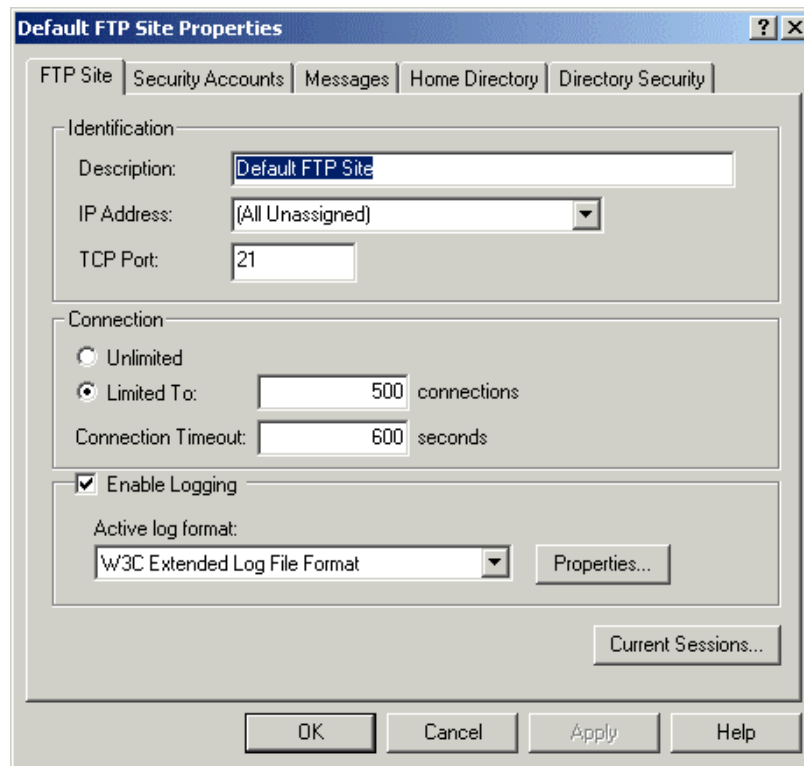 Default FTP Site Properties
FTP Site Security Accounts Messages Home Directory Directory Security
Identification
Description: Default FTP Site
IP Address: (All Unassigned)
TCP Port: 21
Connection
Unlimited
Limited To: 500 connections
Connection Timeout: 600 seconds
Enable Logging
Active log format:
W3C Extended Log File Format Properties...
Current Sessions...
OK Cancel Apply Help